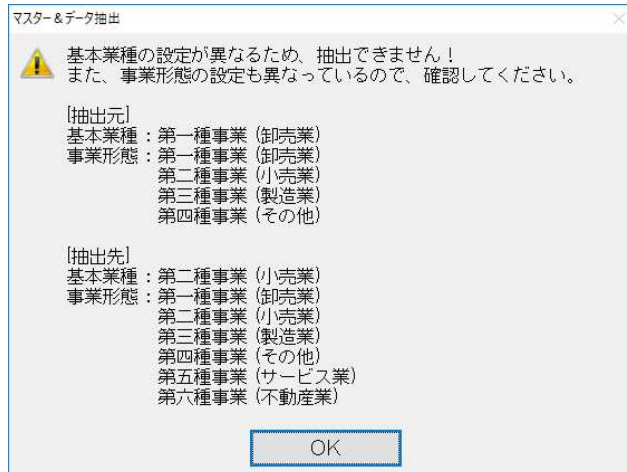 マスター＆データ抽出
基本業種の設定が異なるため、抽出できません！
また、事業形態の設定も異なっているので、確認してください。
[抽出元]
基本業種：第一種事業（卸売業）
事業形態：第一種事業（卸売業）
第二種事業（小売業）
第三種事業（製造業）
第四種事業（その他）
[抽出先]
基本業種：第二種事業（小売業）
事業形態：第一種事業（卸売業）
第二種事業（小売業）
第三種事業（製造業）
第四種事業（その他）
第五種事業（サービス業）
第六種事業（不動産業）
OK